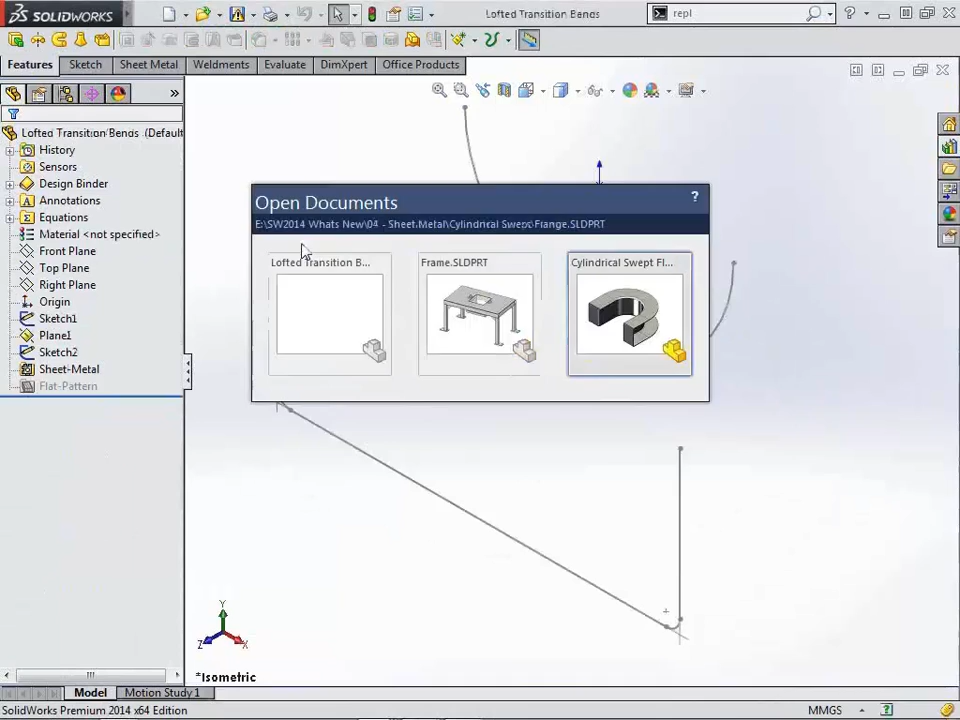 SOLIDWORKS
Lofted Transition Bends
repl
Features
Sketch
Sheet Metal
Weldments
Evaluate
DimXpert
Office Products
Lofted Transition Bends (Default
History
Sensors
Design Binder
Annotations
Equations
Material <not specified>
Front Plane
Top Plane
Right Plane
Origin
Sketch1
Plane1
Sketch2
Sheet-Metal
Flat-Pattern
Open Documents
?
E:\SW2014 Whats New\04 - Sheet Metal\Cylindrical Swept Flange.SLDPRT
Lofted Transition B...
Frame.SLDPRT
Cylindrical Swept Fl...
Y
Z
X
*Isometric
Model
Motion Study 1
SolidWorks Premium 2014 x64 Edition
MMGS